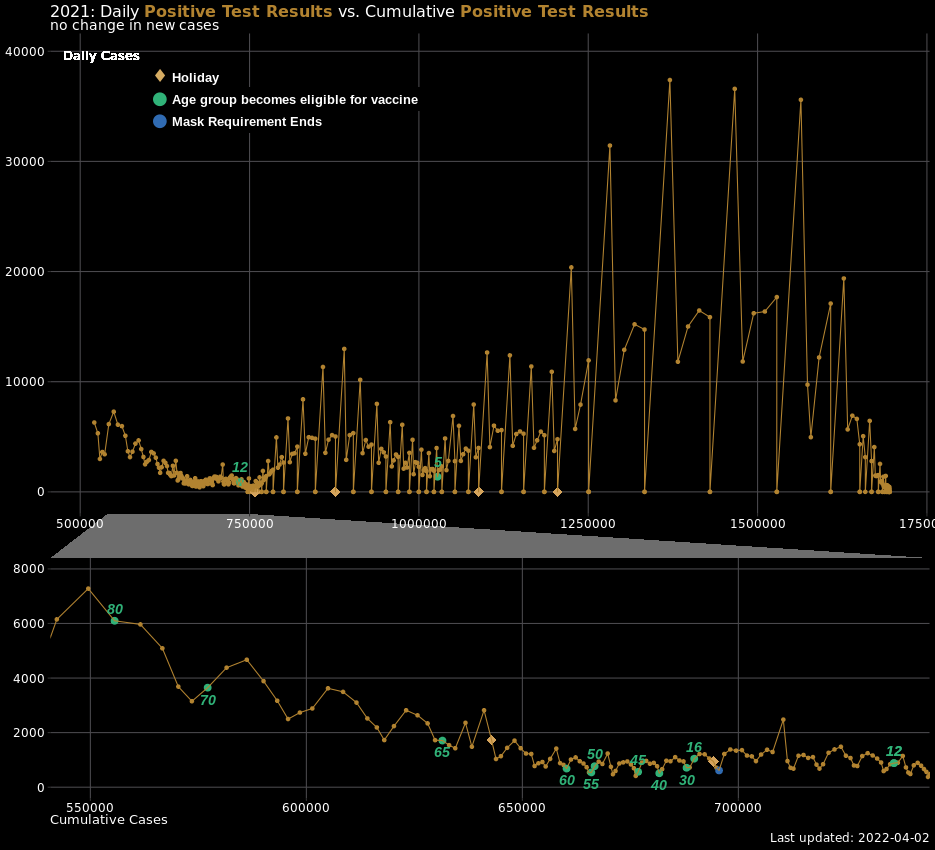 2021: Daily Positive Test Results vs. Cumulative Positive Test Results
no change in new cases
40000
Daily Cases
Holiday
Age group becomes eligible for vaccine
Mask Requirement Ends
30000
20000
10000
12
5
0
500000 750000 1000000 1250000 1500000 175000
8000
80
6000
4000
70
2000
65
60
50
55
45
40
16
30
12
0
550000 600000 650000 700000
Cumulative Cases
Last updated: 2022-04-02